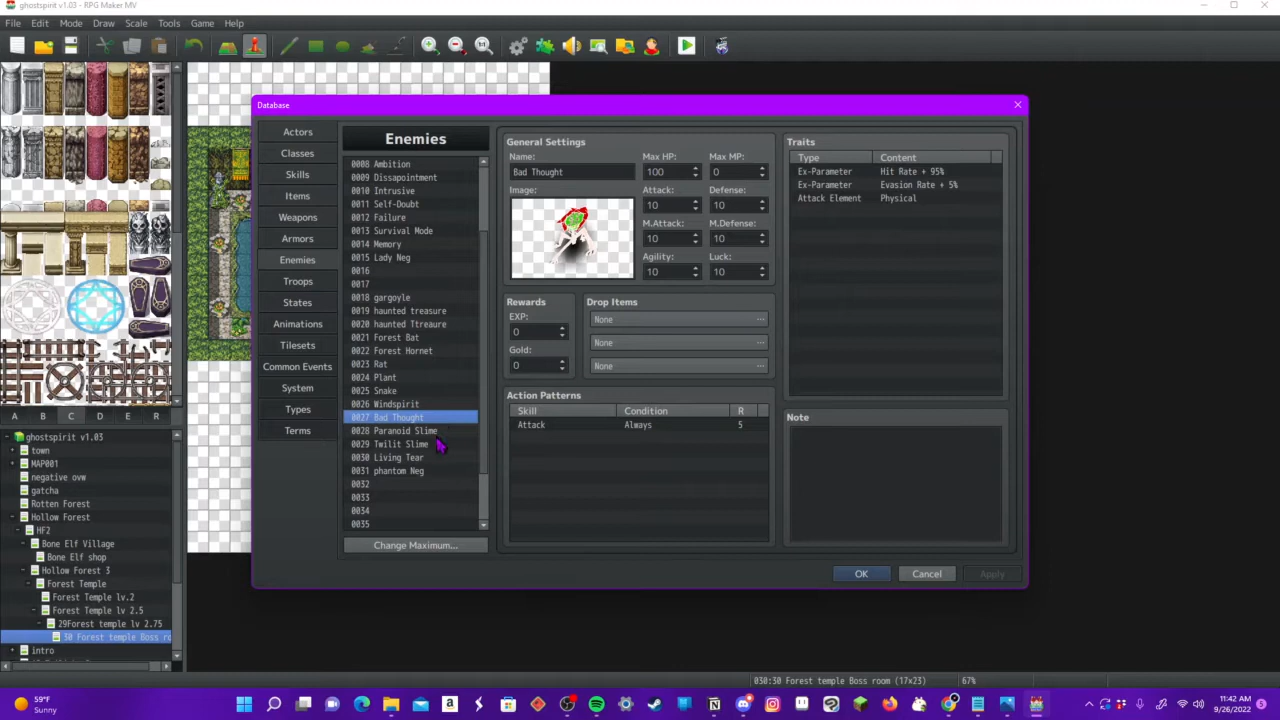 ghostspirit v1.03 - RPG Maker MV
File Edit Mode Draw Scale Tools Game Help
Database
Actors
Classes
Skills
Items
Weapons
Armors
Enemies
Troops
States
Animations
Tilesets
Common Events
System
Types
Terms
Enemies
0008 Ambition
0009 Dissapointment
0010 Intrusive
0011 Self-Doubt
0012 Failure
0013 Survival Mode
0014 Memory
0015 Lady Neg
0016
0017
0018 gargoyle
0019 haunted treasure
0020 haunted Ttreaure
0021 Forest Bat
0022 Forest Hornet
0023 Rat
0024 Plant
0025 Snake
0026 Windspirit
0027 Bad Thought
0028 Paranoid Slime
0029 Twilit Slime
0030 Living Tear
0031 phantom Neg
0032
0033
0034
0035
Change Maximum...
General Settings
Name: Max HP: Max MP:
Bad Thought 100 0
Image: Attack: Defense:
10 10
M.Attack: M.Defense:
10 10
Agility: Luck:
10 10
Rewards
EXP:
0
Gold:
0
Drop Items
None ...
None ...
None ...
Action Patterns
Skill Condition R
Attack Always 5
Traits
Type Content
Ex-Parameter Hit Rate + 95%
Ex-Parameter Evasion Rate + 5%
Attack Element Physical
Note
OK Cancel Apply
A B C D E R
ghostspirit v1.03
town
MAP001
negative ovw
gatcha
Rotten Forest
Hollow Forest
HF2
Bone Elf Village
Bone Elf shop
Hollow Forest 3
Forest Temple
Forest Temple lv.2
Forest Temple lv 2.5
29Forest temple lv 2.75
30 Forest temple Boss ro
intro
030:30 Forest temple Boss room (17x23) 67%
59°F
Sunny
11:42 AM
9/26/2022